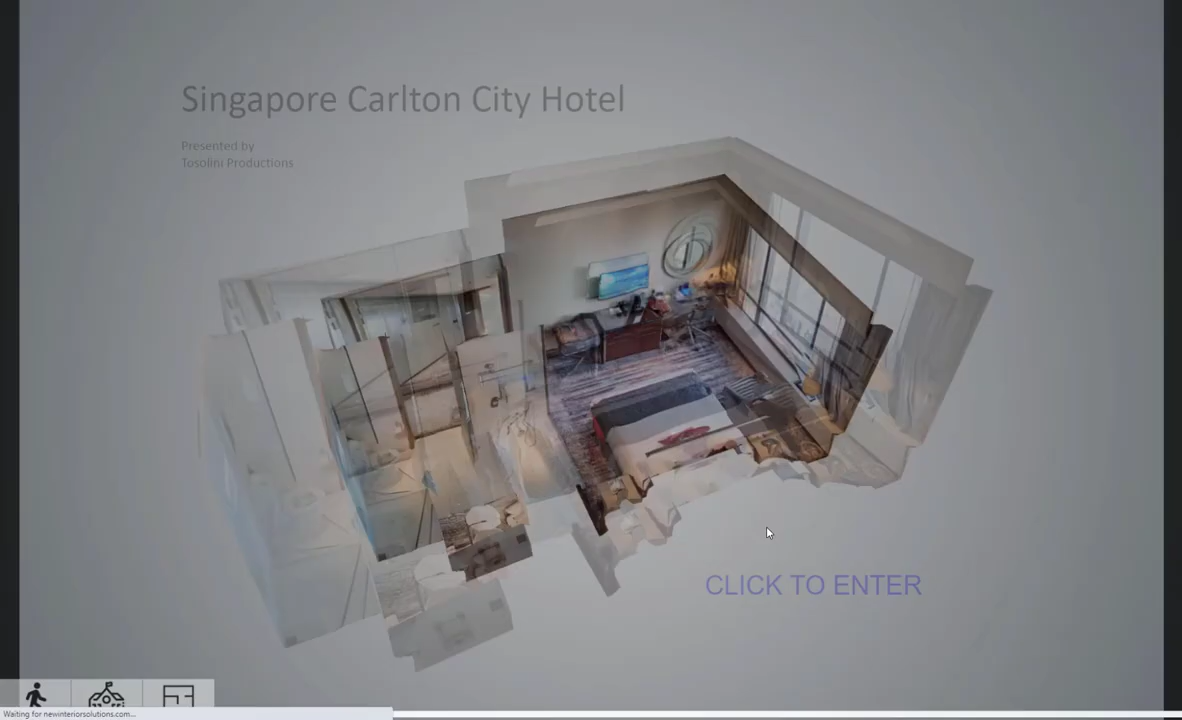 Singapore Carlton City Hotel
Presented by
Tosolini Productions
CLICK TO ENTER
Waiting for newinteriorsolutions.com...